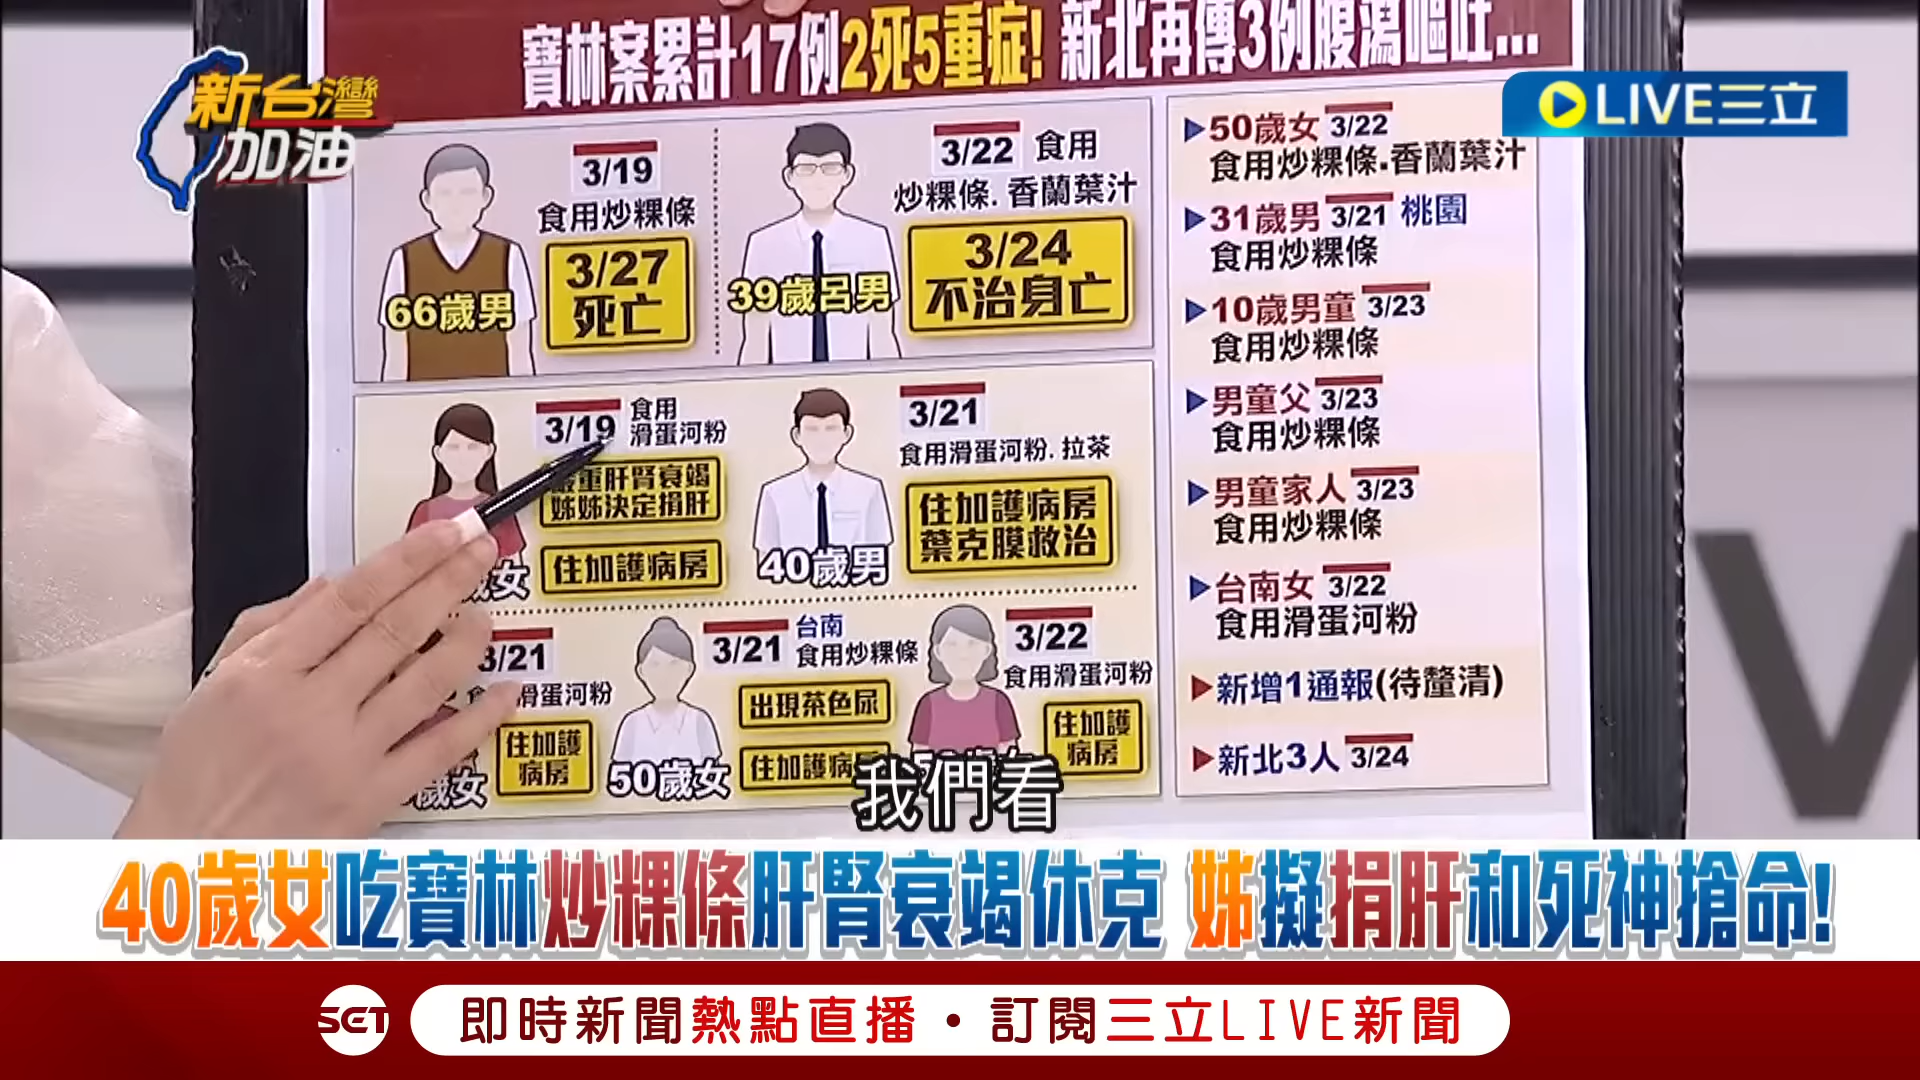 寶林案累計17例2死5重症! 新北再傳3例腹瀉嘔吐...
新台灣
加油
LIVE三立
3/19
食用炒粿條
3/27
死亡
66歲男
3/22 食用
炒粿條.香蘭葉汁
3/24
不治身亡
39歲呂男
3/19 食用
滑蛋河粉
重肝腎衰竭
姊姊決定捐肝
住加護病房
歲女
3/21
食用滑蛋河粉.拉茶
住加護病房
葉克膜救治
40歲男
3/21
食用滑蛋河粉
住加護
病房
歲女
3/21 台南
食用炒粿條
出現茶色尿
住加護病
50歲女
3/22
食用滑蛋河粉
住加護
病房
▶50歲女 3/22
食用炒粿條.香蘭葉汁
▶31歲男 3/21 桃園
食用炒粿條
▶10歲男童 3/23
食用炒粿條
▶男童父 3/23
食用炒粿條
▶男童家人 3/23
食用炒粿條
▶台南女 3/22
食用滑蛋河粉
▶新增1通報(待釐清)
▶新北3人 3/24
我們看
40歲女吃寶林炒粿條肝腎衰竭休克 姊擬捐肝和死神搶命!
SET 即時新聞熱點直播・訂閱三立LIVE新聞